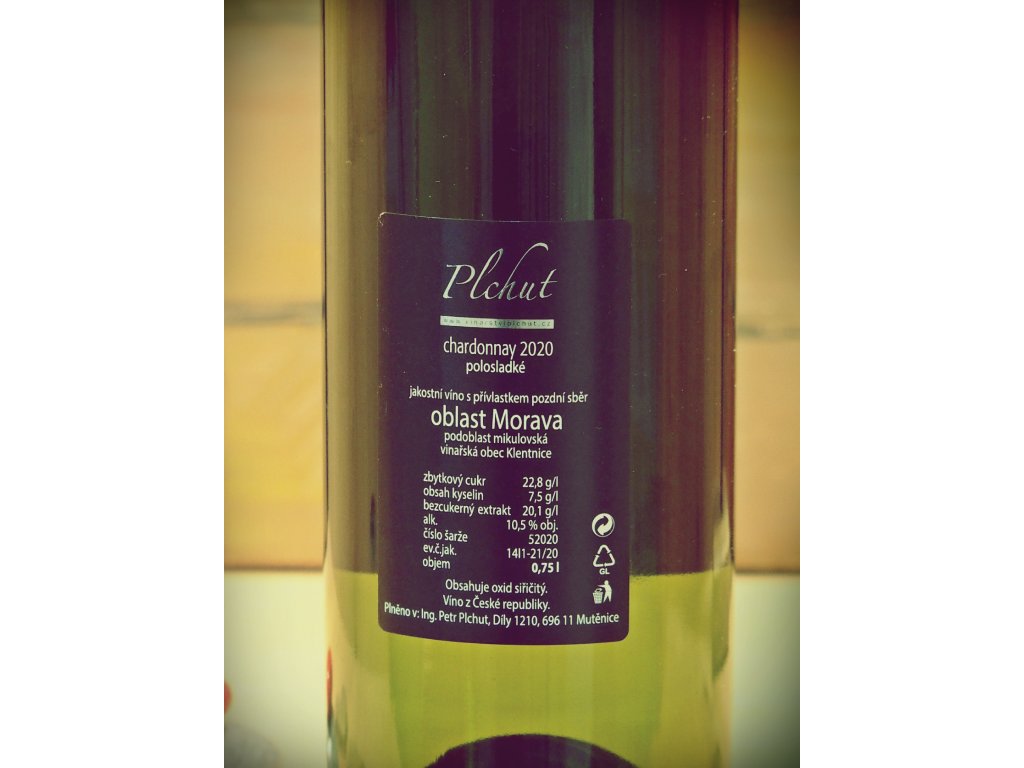 Plchut
www.vinarstviplchut.cz
chardonnay 2020
polosladké
jakostní víno s přívlastkem pozdní sběr
oblast Morava
podoblast mikulovská
vinařská obec Klentnice
zbytkový cukr 22,8 g/l
obsah kyselin 7,5 g/l
bezcukerný extrakt 20,1 g/l
alk. 10,5 % obj.
číslo šarže 52020
ev.č.jak. 14I1-21/20
objem 0,75 l
GL
Obsahuje oxid siřičitý.
Víno z České republiky.
Plněno v: Ing. Petr Plchut, Díly 1210, 696 11 Mutěnice